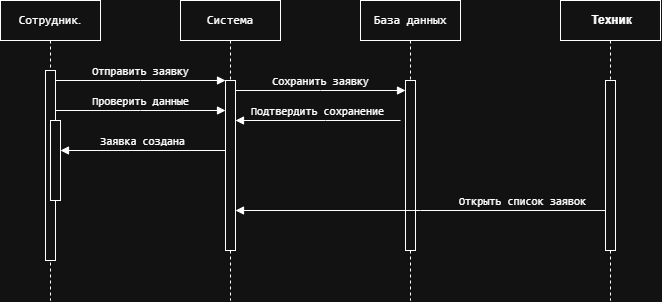 Сотрудник.
Система
База данных
Техник
Отправить заявку
Сохранить заявку
Проверить данные
Подтвердить сохранение
Заявка создана
Открыть список заявок